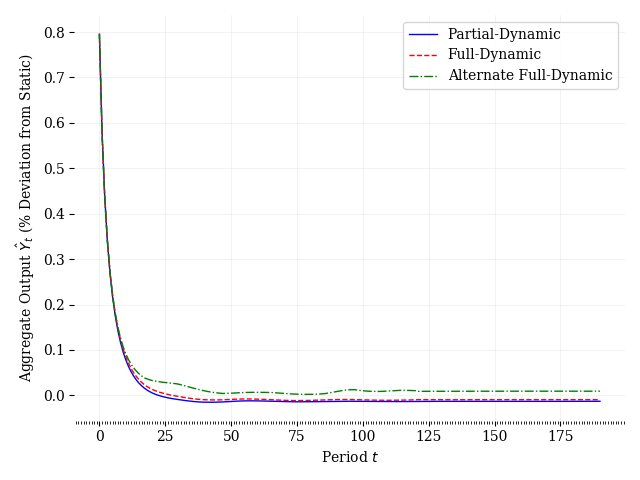 Partial-Dynamic
Full-Dynamic
Alternate Full-Dynamic
Aggregate Output Ŷₜ (% Deviation from Static)
0.8
0.7
0.6
0.5
0.4
0.3
0.2
0.1
0.0
0 25 50 75 100 125 150 175
Period t